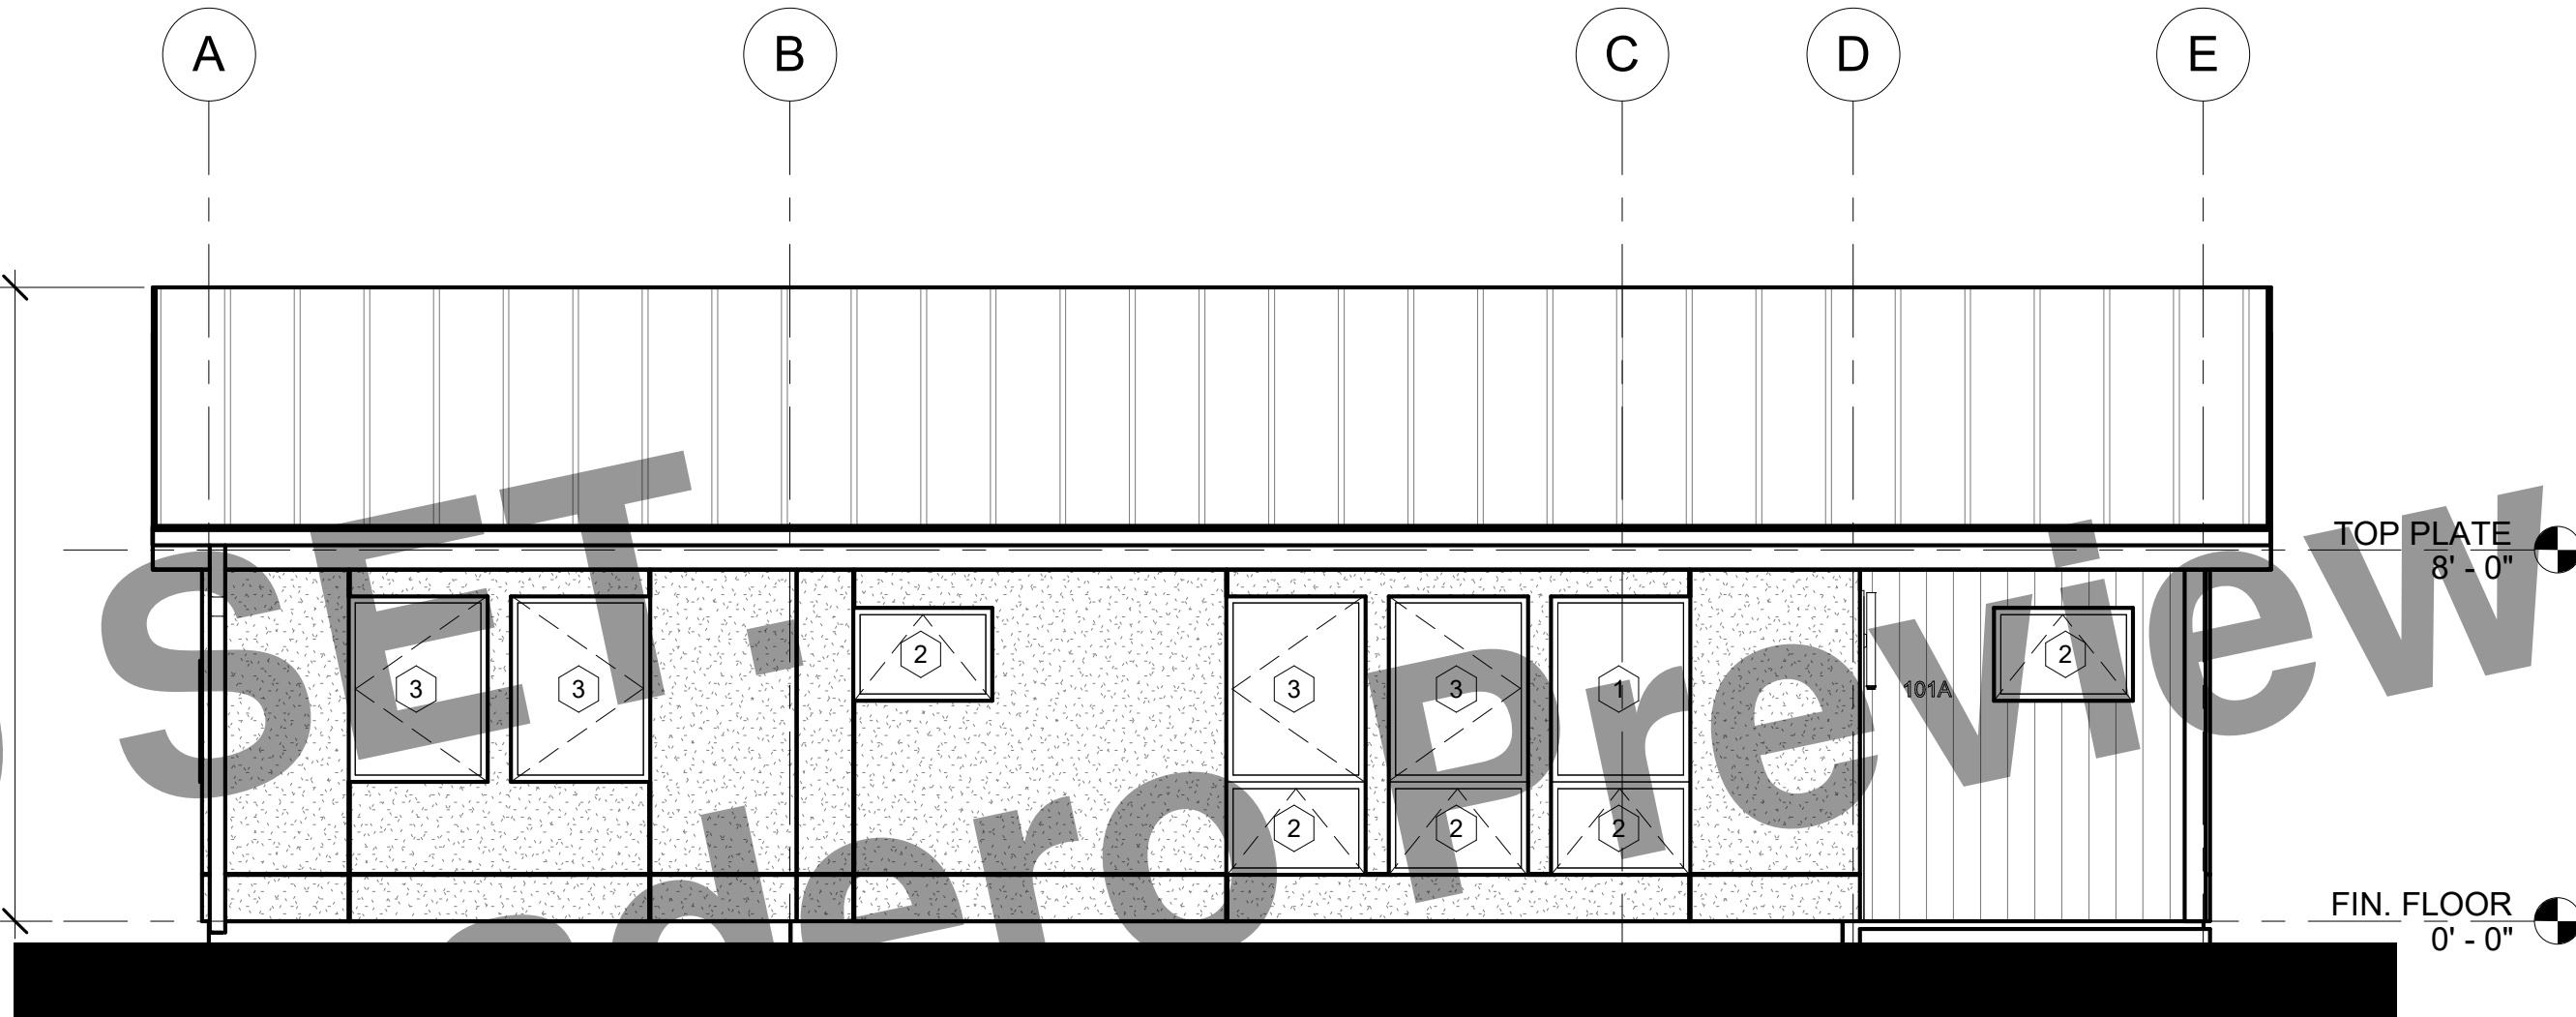 A B C D E
TOP PLATE
8' - 0"
SET.
3 3 2 3 3 1 101A 2
2 2 2
Preview
FIN. FLOOR
0' - 0"